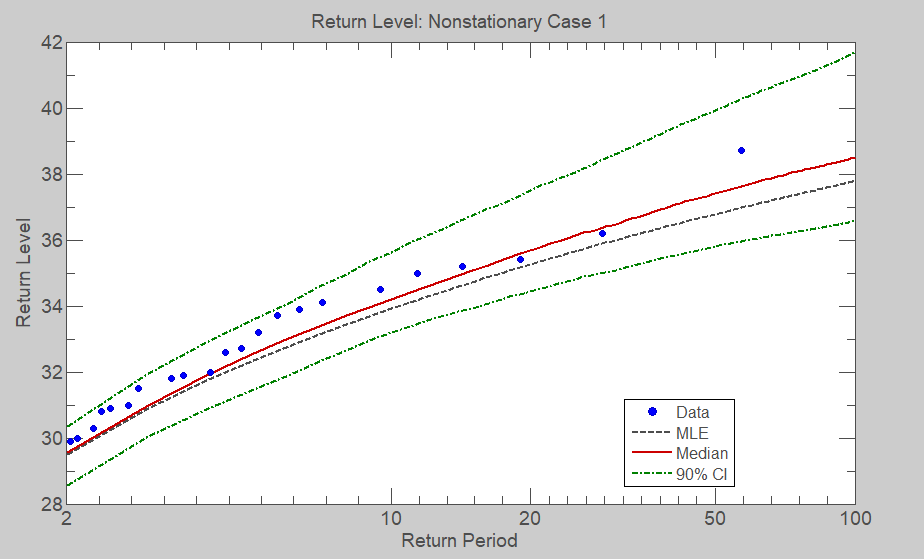 Return Level: Nonstationary Case 1
42
40
38
36
34
32
30
28
Return Level
Data
MLE
Median
90% CI
2
10
20
50
100
Return Period